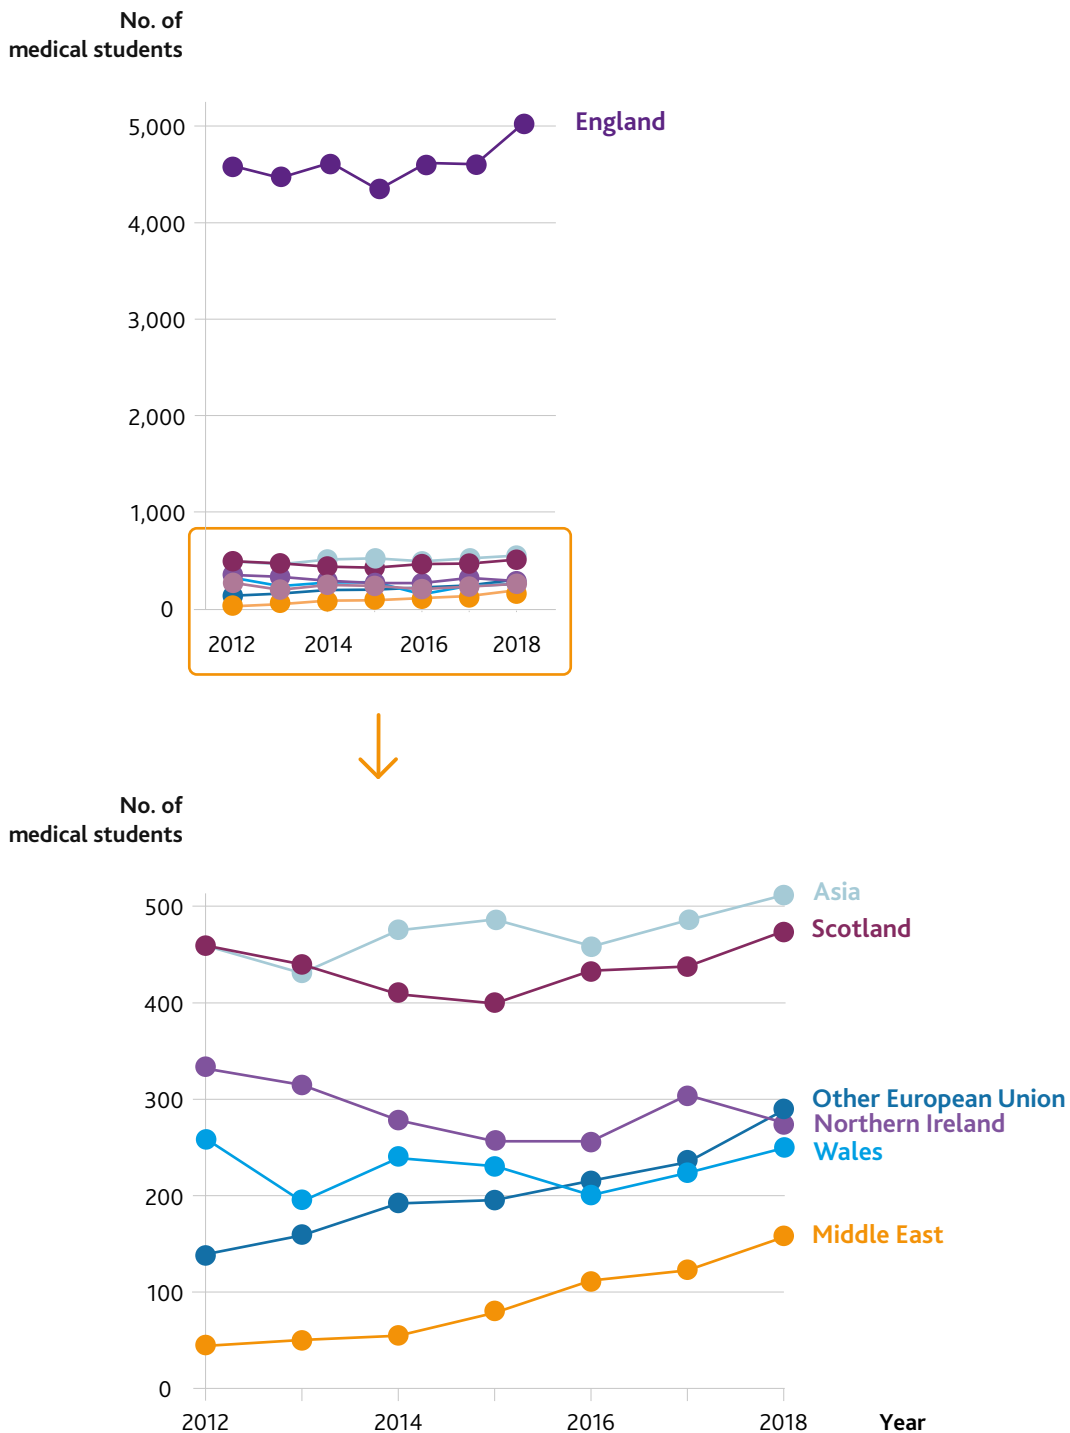 No. of
medical students
5,000
England
4,000
3,000
2,000
1,000
0
2012 2014 2016 2018
No. of
medical students
Asia
500
Scotland
400
300
Other European Union
Northern Ireland
Wales
200
Middle East
100
0
2012 2014 2016 2018 Year